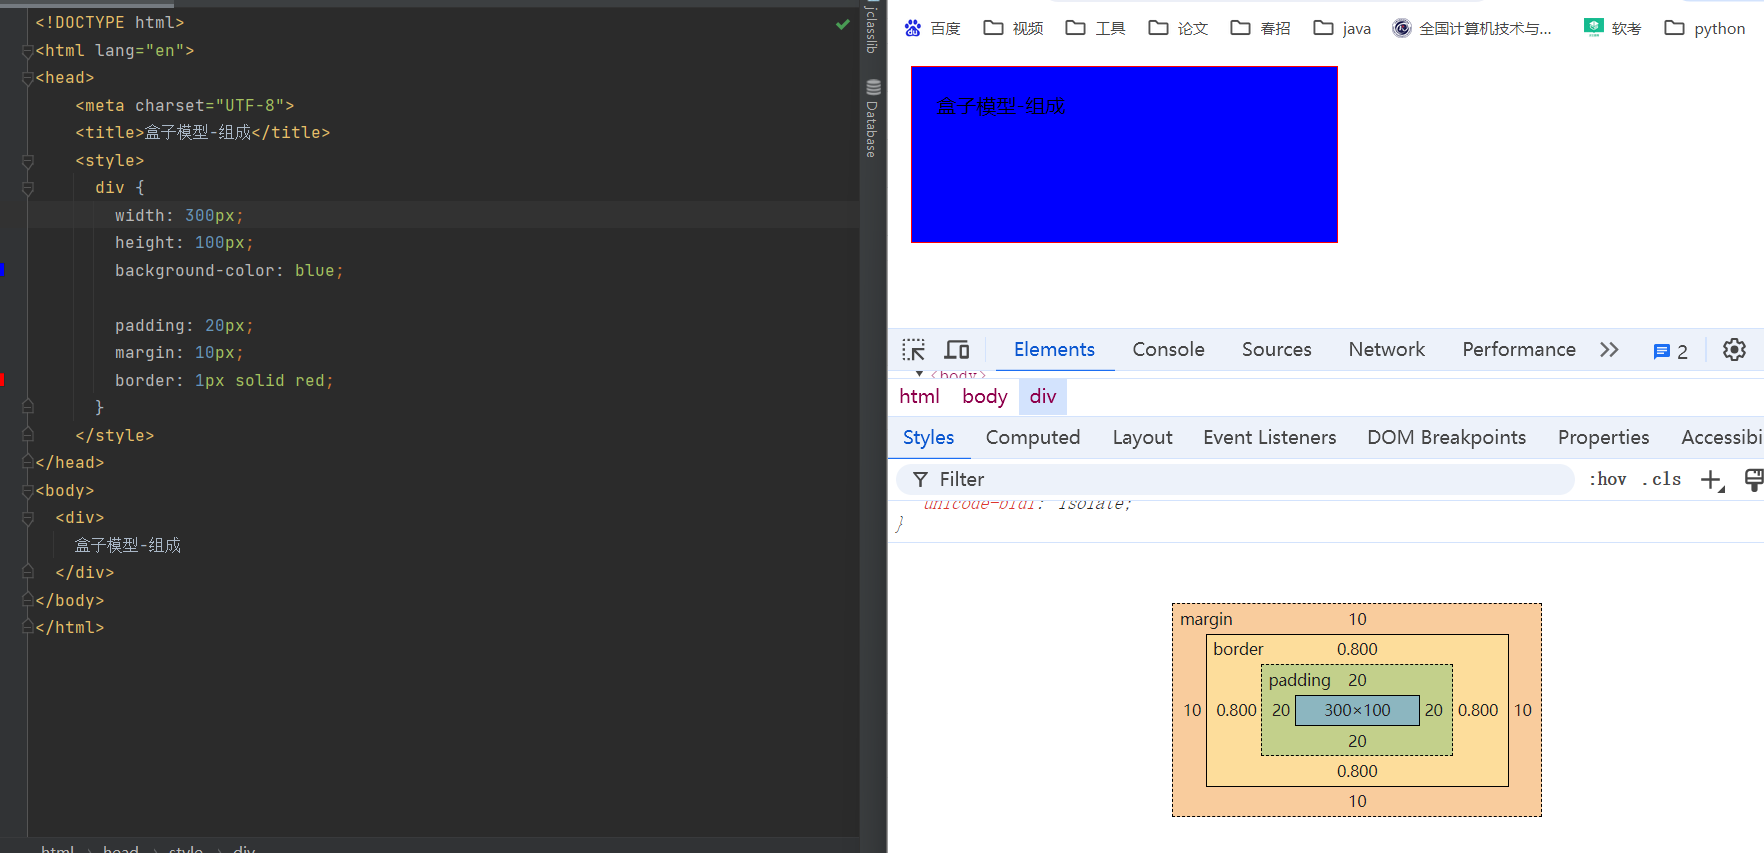 <!DOCTYPE html>
<html lang="en">
<head>
<meta charset="UTF-8">
<title>盒子模型-组成</title>
<style>
div {
width: 300px;
height: 100px;
background-color: blue;
padding: 20px;
margin: 10px;
border: 1px solid red;
}
</style>
</head>
<body>
<div>
盒子模型-组成
</div>
</body>
</html>
html › head › style › div
jclasslib
Database
百度 视频 工具 论文 春招 java 全国计算机技术与... 软考 python
盒子模型-组成
Elements Console Sources Network Performance 2
<body>
html body div
Styles Computed Layout Event Listeners DOM Breakpoints Properties Accessibi
Filter :hov .cls
unicode-bidi: isolate;
}
margin 10
border 0.800
padding 20
10 0.800 20 300×100 20 0.800 10
20
0.800
10